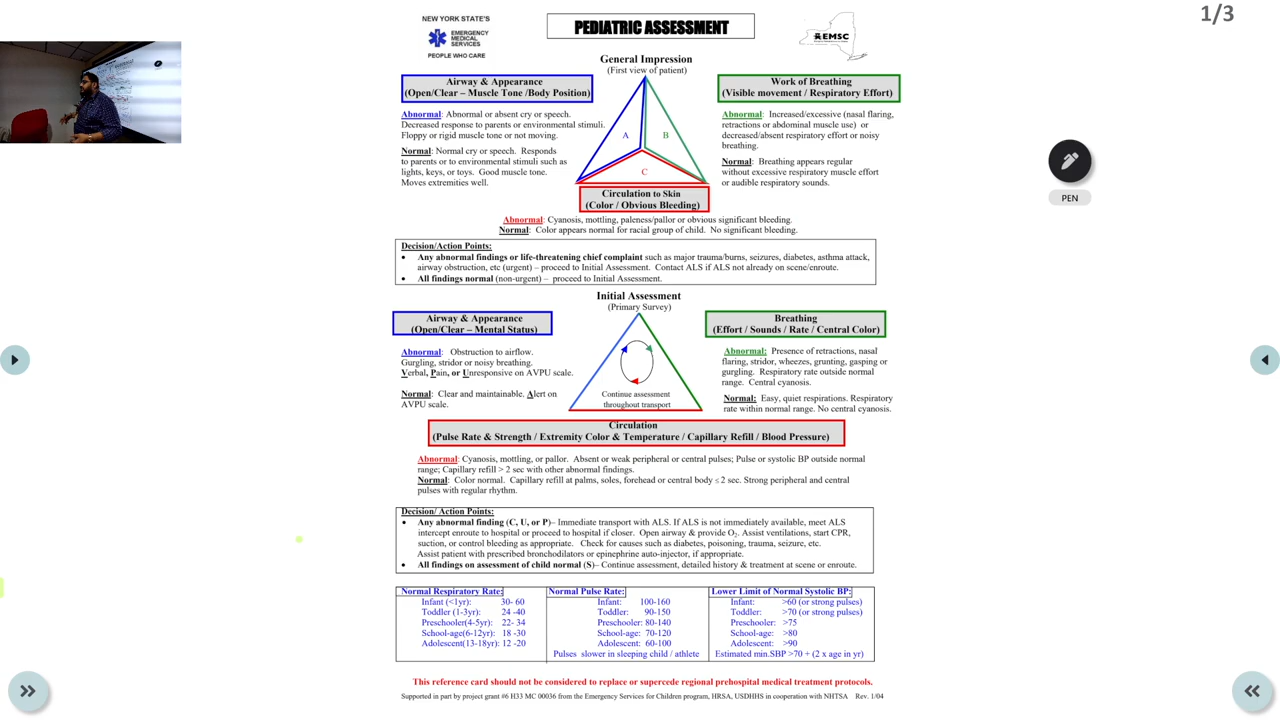 1/3
NEW YORK STATE'S
EMERGENCY
MEDICAL
SERVICES
PEOPLE WHO CARE
PEDIATRIC ASSESSMENT
EMSC
General Impression
(First view of patient)
Airway & Appearance
(Open/Clear – Muscle Tone /Body Position)
Abnormal: Abnormal or absent cry or speech.
Decreased response to parents or environmental stimuli.
Floppy or rigid muscle tone or not moving.
Normal: Normal cry or speech. Responds
to parents or to environmental stimuli such as
lights, keys, or toys. Good muscle tone.
Moves extremities well.
A
B
C
Work of Breathing
(Visible movement / Respiratory Effort)
Abnormal: Increased/excessive (nasal flaring,
retractions or abdominal muscle use) or
decreased/absent respiratory effort or noisy
breathing.
Normal: Breathing appears regular
without excessive respiratory muscle effort
or audible respiratory sounds.
PEN
Circulation to Skin
(Color / Obvious Bleeding)
Abnormal: Cyanosis, mottling, paleness/pallor or obvious significant bleeding.
Normal: Color appears normal for racial group of child. No significant bleeding.
Decision/Action Points:
• Any abnormal findings or life-threatening chief complaint such as major trauma/burns, seizures, diabetes, asthma attack,
airway obstruction, etc (urgent) – proceed to Initial Assessment. Contact ALS if ALS not already on scene/enroute.
• All findings normal (non-urgent) – proceed to Initial Assessment.
Initial Assessment
(Primary Survey)
Airway & Appearance
(Open/Clear – Mental Status)
Abnormal: Obstruction to airflow.
Gurgling, stridor or noisy breathing.
Verbal, Pain, or Unresponsive on AVPU scale.
Normal: Clear and maintainable. Alert on
AVPU scale.
Continue assessment
throughout transport
Breathing
(Effort / Sounds / Rate / Central Color)
Abnormal: Presence of retractions, nasal
flaring, stridor, wheezes, grunting, gasping or
gurgling. Respiratory rate outside normal
range. Central cyanosis.
Normal: Easy, quiet respirations. Respiratory
rate within normal range. No central cyanosis.
Circulation
(Pulse Rate & Strength / Extremity Color & Temperature / Capillary Refill / Blood Pressure)
Abnormal: Cyanosis, mottling, or pallor. Absent or weak peripheral or central pulses; Pulse or systolic BP outside normal
range; Capillary refill > 2 sec with other abnormal findings.
Normal: Color normal. Capillary refill at palms, soles, forehead or central body ≤ 2 sec. Strong peripheral and central
pulses with regular rhythm.
Decision/ Action Points:
• Any abnormal finding (C, U, or P)– Immediate transport with ALS. If ALS is not immediately available, meet ALS
intercept enroute to hospital or proceed to hospital if closer. Open airway & provide O2. Assist ventilations, start CPR,
suction, or control bleeding as appropriate. Check for causes such as diabetes, poisoning, trauma, seizure, etc.
Assist patient with prescribed bronchodilators or epinephrine auto-injector, if appropriate.
• All findings on assessment of child normal (S)– Continue assessment, detailed history & treatment at scene or enroute.
Normal Respiratory Rate:
Infant (<1yr): 30- 60
Toddler (1-3yr): 24 -40
Preschooler(4-5yr): 22- 34
School-age(6-12yr): 18 -30
Adolescent(13-18yr): 12 -20
Normal Pulse Rate:
Infant: 100-160
Toddler: 90-150
Preschooler: 80-140
School-age: 70-120
Adolescent: 60-100
Pulses slower in sleeping child / athlete
Lower Limit of Normal Systolic BP:
Infant: >60 (or strong pulses)
Toddler: >70 (or strong pulses)
Preschooler: >75
School-age: >80
Adolescent: >90
Estimated min.SBP >70 + (2 x age in yr)
This reference card should not be considered to replace or supercede regional prehospital medical treatment protocols.
Supported in part by project grant #6 H33 MC 00036 from the Emergency Services for Children program, HRSA, USDHHS in cooperation with NHTSA Rev. 1/04